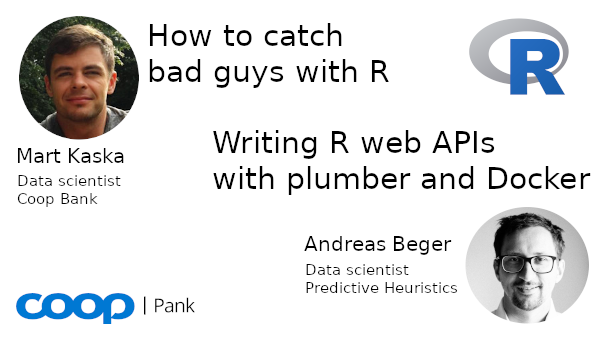 How to catch
bad guys with R
R
Mart Kaska
Data scientist
Coop Bank
Writing R web APIs
with plumber and Docker
Andreas Beger
Data scientist
Predictive Heuristics
coop | Pank